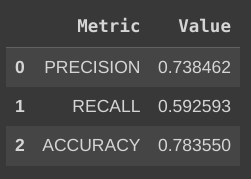 Metric Value
0 PRECISION 0.738462
1 RECALL 0.592593
2 ACCURACY 0.783550